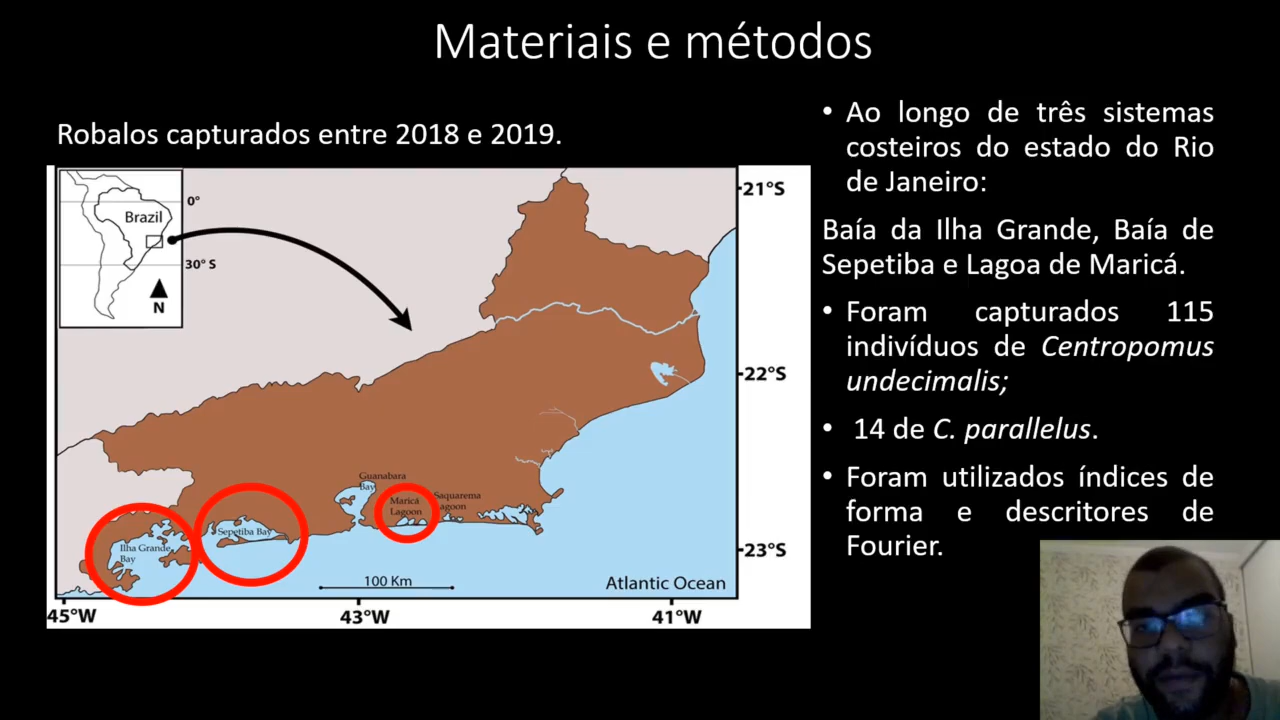 Materiais e métodos
Robalos capturados entre 2018 e 2019.
Brazil
0°
30° S
N
21°S
22°S
23°S
Guanabara
Bay
Maricá
Lagoon
Saquarema
Lagoon
Sepetiba Bay
Ilha Grande
Bay
100 Km
Atlantic Ocean
45°W
43°W
41°W
• Ao longo de três sistemas
costeiros do estado do Rio
de Janeiro:
Baía da Ilha Grande, Baía de
Sepetiba e Lagoa de Maricá.
• Foram capturados 115
indivíduos de Centropomus
undecimalis;
• 14 de C. parallelus.
• Foram utilizados índices de
forma e descritores de
Fourier.